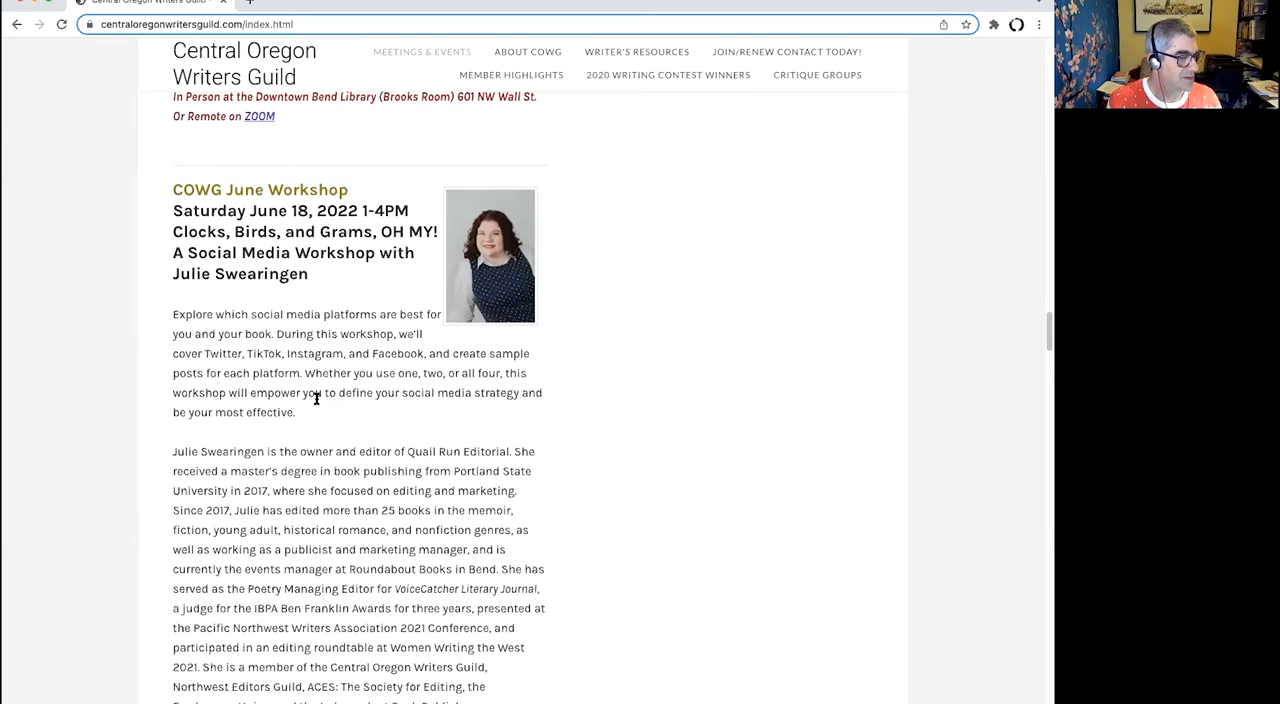 Central Oregon Writers Guild
centraloregonwritersguild.com/index.html
Central Oregon
Writers Guild
MEETINGS & EVENTS ABOUT COWG WRITER'S RESOURCES JOIN/RENEW CONTACT TODAY!
MEMBER HIGHLIGHTS 2020 WRITING CONTEST WINNERS CRITIQUE GROUPS
In Person at the Downtown Bend Library (Brooks Room) 601 NW Wall St.
Or Remote on ZOOM
COWG June Workshop
Saturday June 18, 2022 1-4PM
Clocks, Birds, and Grams, OH MY!
A Social Media Workshop with
Julie Swearingen
Explore which social media platforms are best for
you and your book. During this workshop, we'll
cover Twitter, TikTok, Instagram, and Facebook, and create sample
posts for each platform. Whether you use one, two, or all four, this
workshop will empower you to define your social media strategy and
be your most effective.
Julie Swearingen is the owner and editor of Quail Run Editorial. She
received a master's degree in book publishing from Portland State
University in 2017, where she focused on editing and marketing.
Since 2017, Julie has edited more than 25 books in the memoir,
fiction, young adult, historical romance, and nonfiction genres, as
well as working as a publicist and marketing manager, and is
currently the events manager at Roundabout Books in Bend. She has
served as the Poetry Managing Editor for VoiceCatcher Literary Journal,
a judge for the IBPA Ben Franklin Awards for three years, presented at
the Pacific Northwest Writers Association 2021 Conference, and
participated in an editing roundtable at Women Writing the West
2021. She is a member of the Central Oregon Writers Guild,
Northwest Editors Guild, ACES: The Society for Editing, the